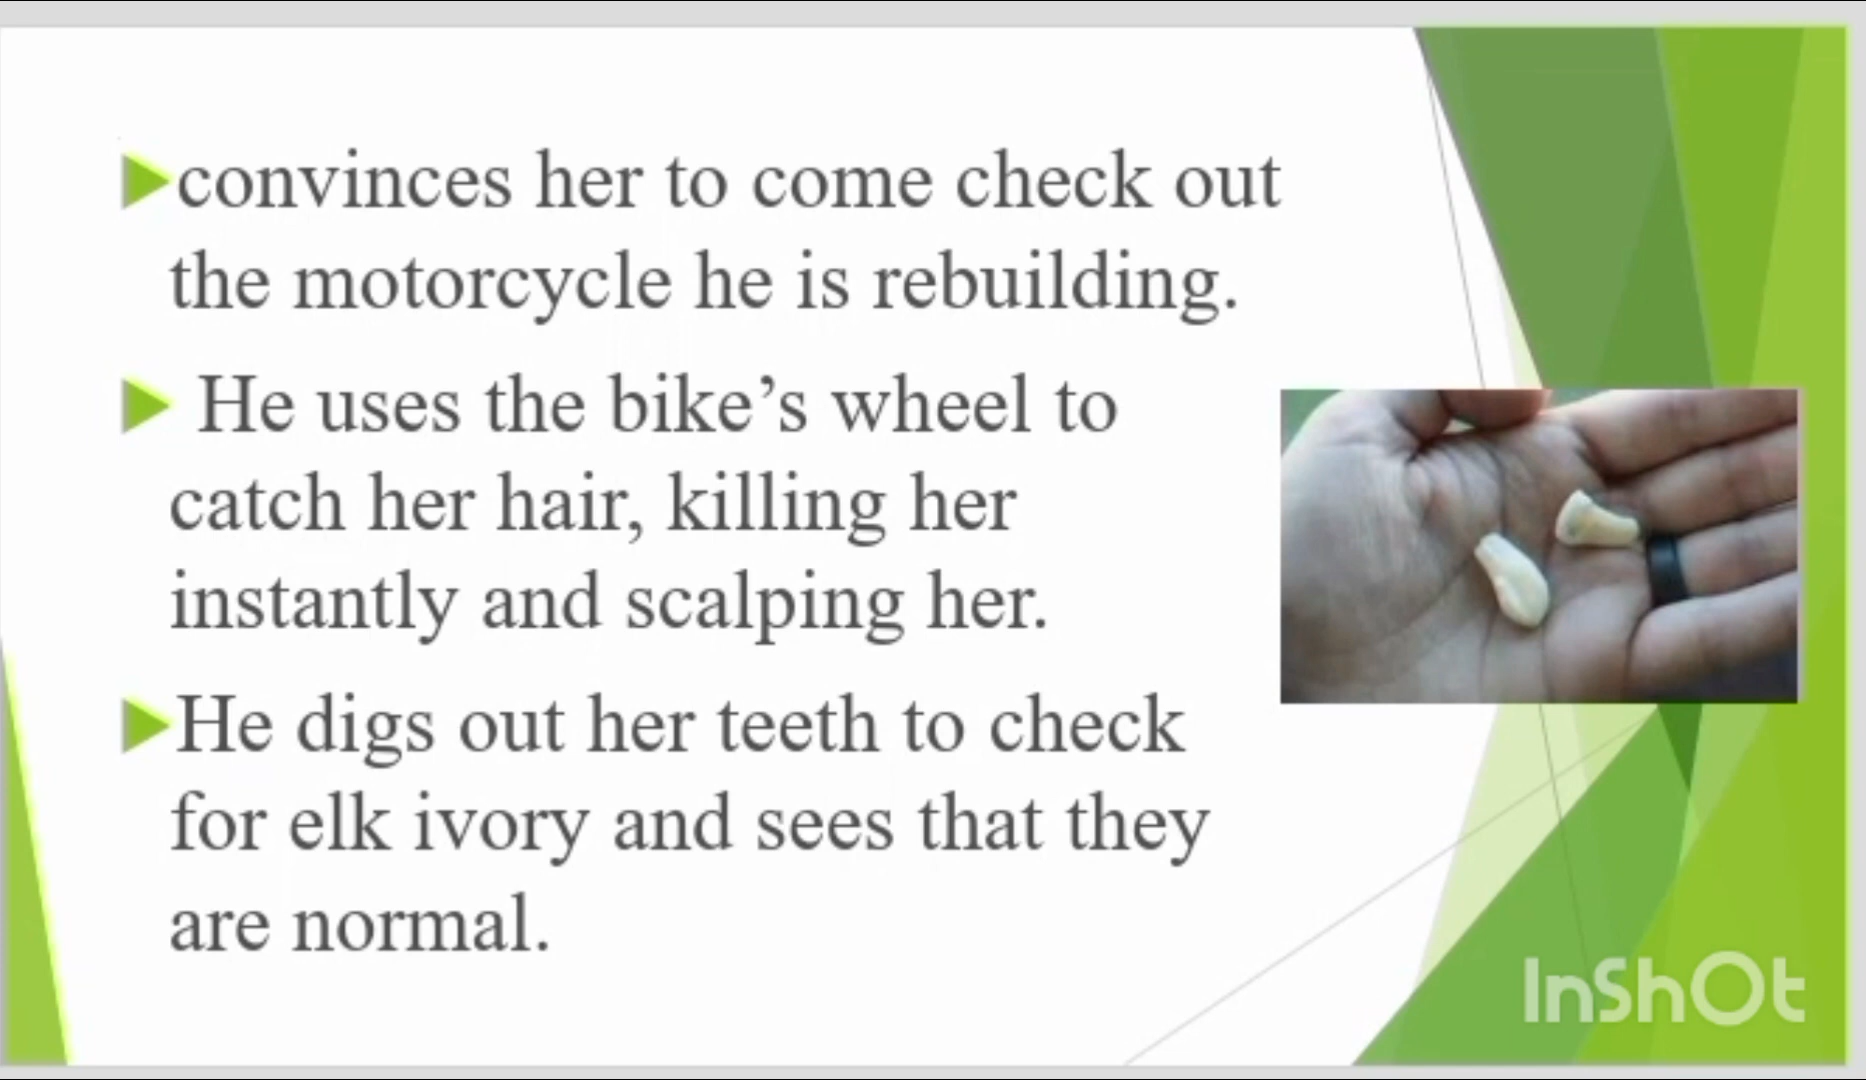 convinces her to come check out
the motorcycle he is rebuilding.
He uses the bike’s wheel to
catch her hair, killing her
instantly and scalping her.
He digs out her teeth to check
for elk ivory and sees that they
are normal.
InShOt